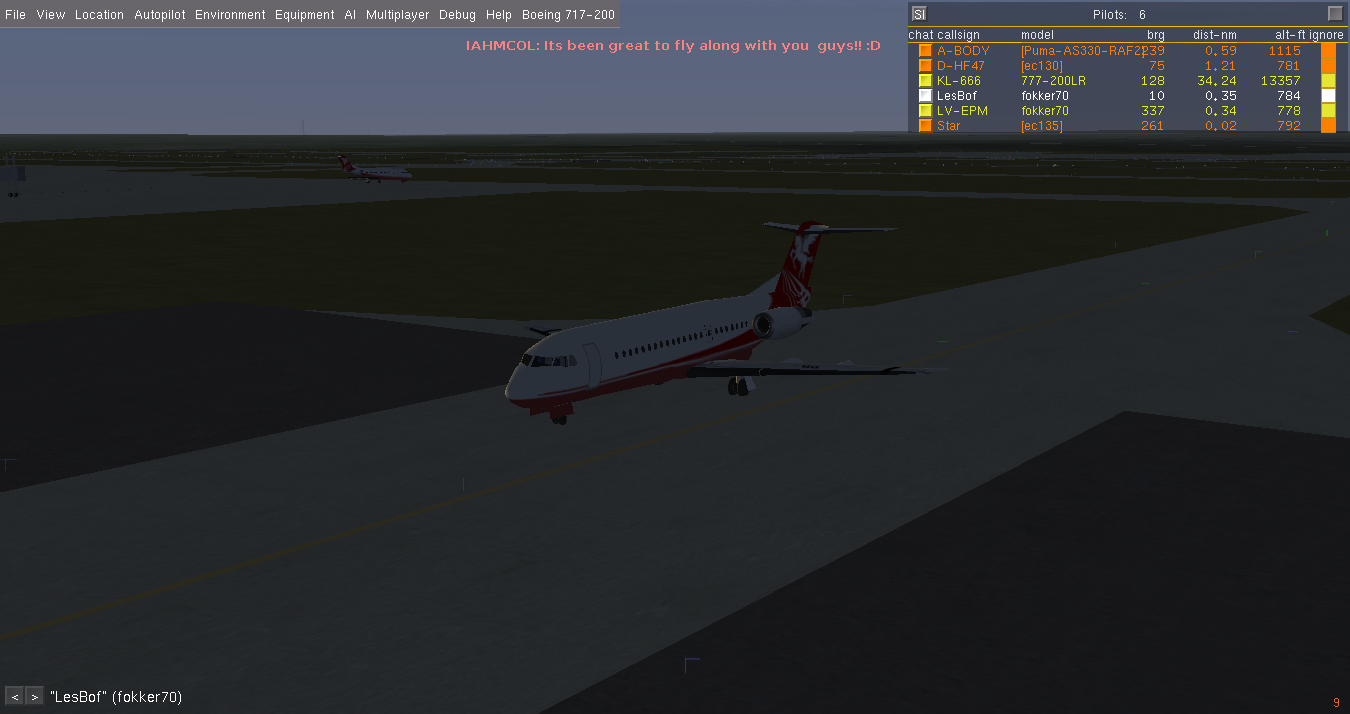 File View Location Autopilot Environment Equipment AI Multiplayer Debug Help Boeing 717-200
IAHMCOL: Its been great to fly along with you guys!! :D
SI Pilots: 6
chat callsign model brg dist-nm alt-ft ignore
A-BODY [Puma-AS330-RAF2] 239 0.59 1115
D-HF47 [ec130] 75 1.21 781
KL-666 777-200LR 128 34.24 13357
LesBof fokker70 10 0.35 784
LV-EPM fokker70 337 0.34 778
Star [ec135] 261 0.02 792
< > "LesBof" (fokker70)
9